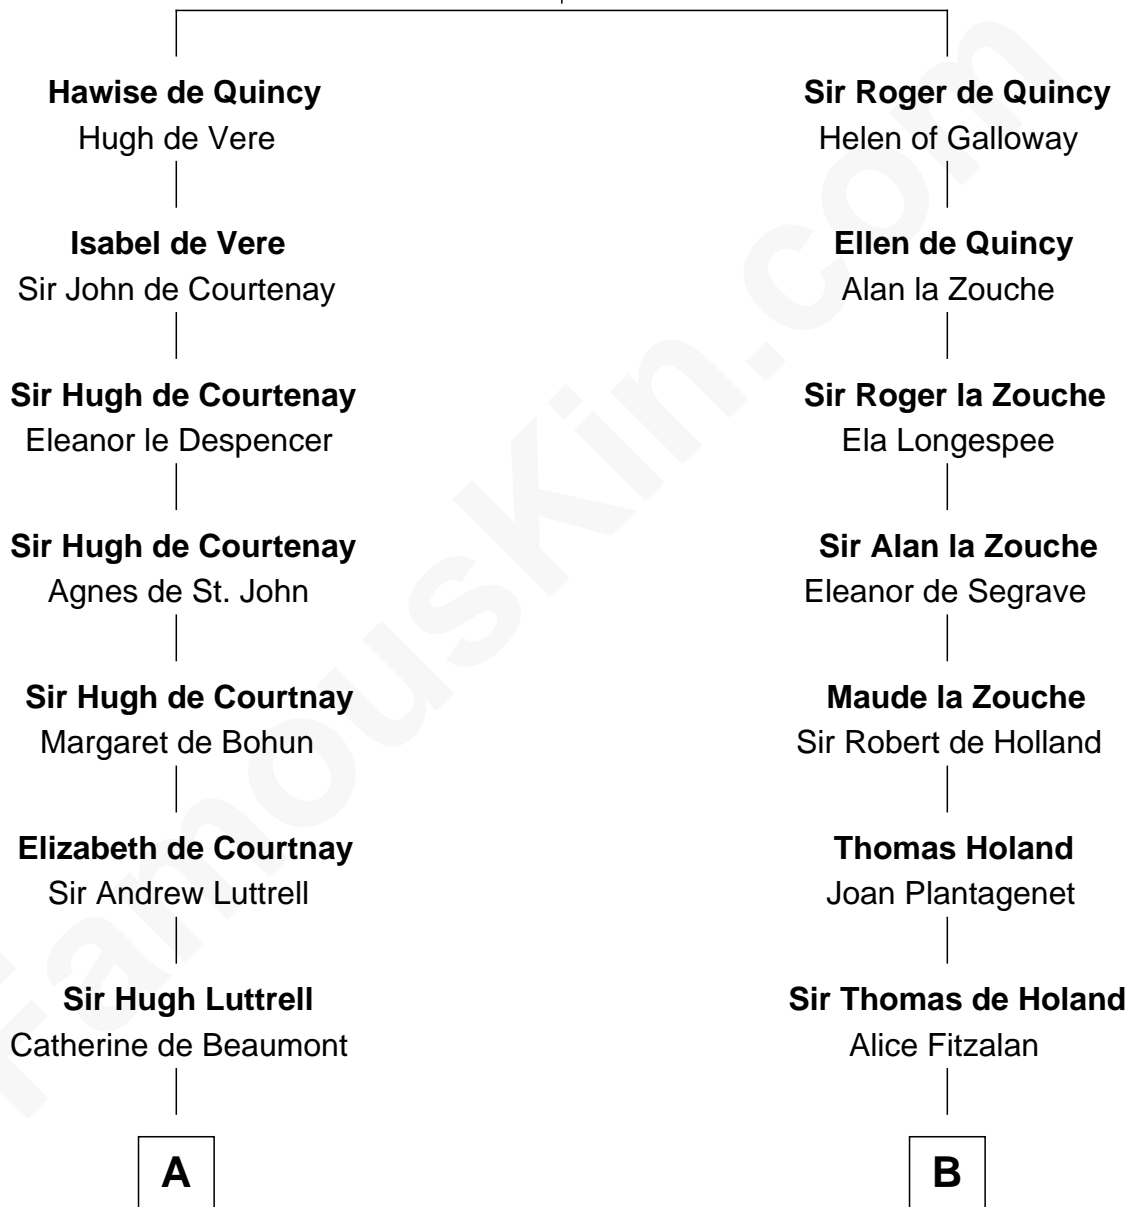 Hawise de Quincy
Hugh de Vere
Isabel de Vere
Sir John de Courtenay
Sir Hugh de Courtenay
Eleanor le Despencer
Sir Hugh de Courtenay
Agnes de St. John
Sir Hugh de Courtnay
Margaret de Bohun
Elizabeth de Courtnay
Sir Andrew Luttrell
Sir Hugh Luttrell
Catherine de Beaumont
A
Sir Roger de Quincy
Helen of Galloway
Ellen de Quincy
Alan la Zouche
Sir Roger la Zouche
Ela Longespee
Sir Alan la Zouche
Eleanor de Segrave
Maude la Zouche
Sir Robert de Holland
Thomas Holand
Joan Plantagenet
Sir Thomas de Holand
Alice Fitzalan
B
FamousKin.com